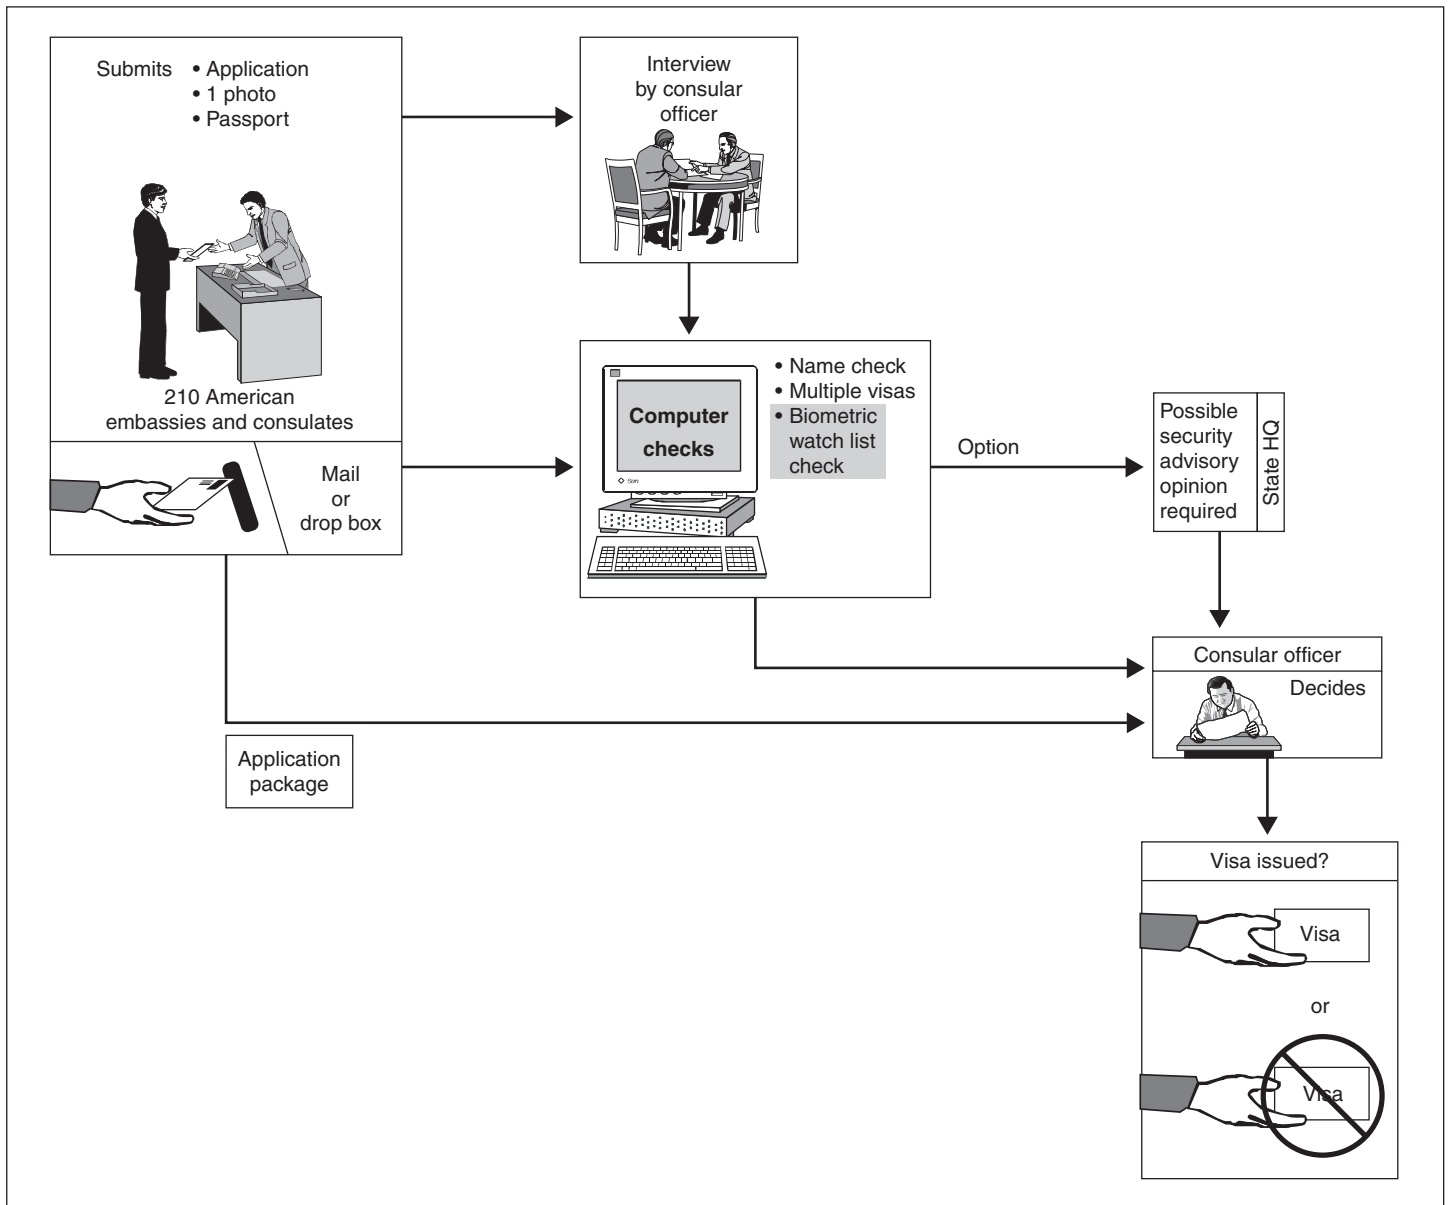 Submits
• Application
• 1 photo
• Passport
210 American
embassies and consulates
Mail
or
drop box
Interview
by consular
officer
Computer
checks
Sun
• Name check
• Multiple visas
• Biometric
watch list
check
Option
Possible
security
advisory
opinion
required
State HQ
Consular officer
Decides
Application
package
Visa issued?
Visa
or
Visa